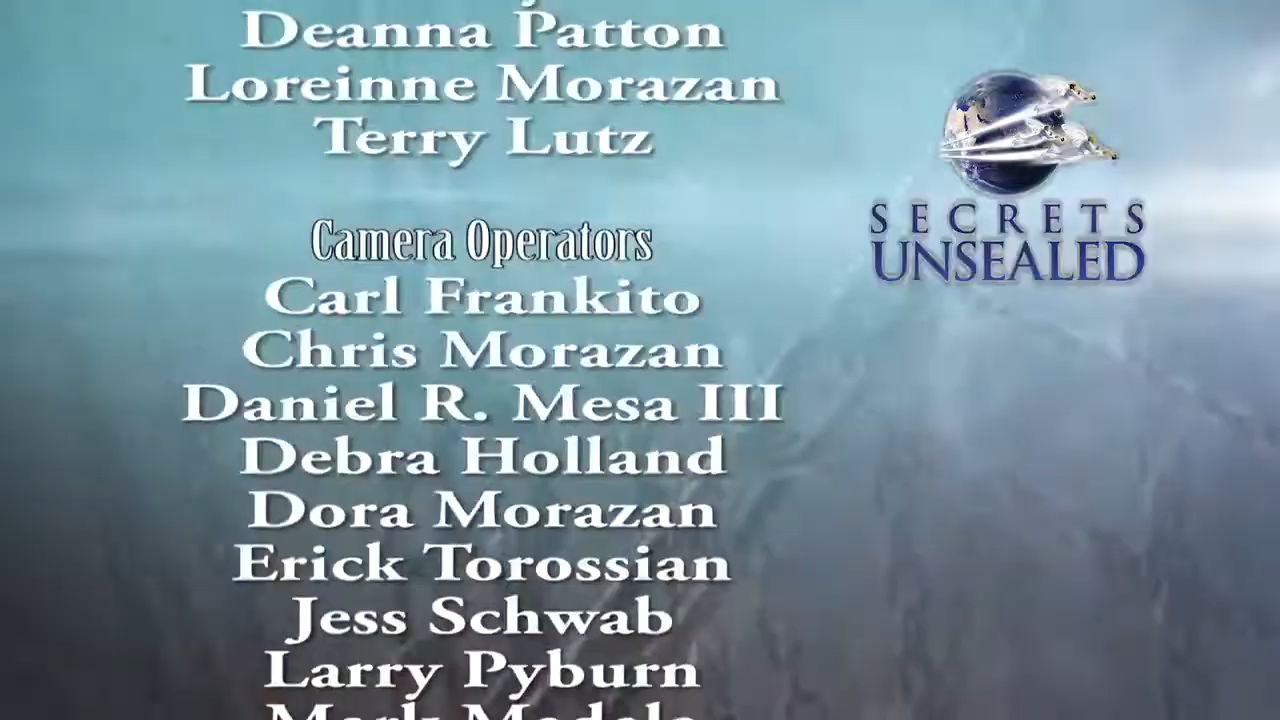 Deanna Patton
Loreinne Morazan
Terry Lutz
Camera Operators
Carl Frankito
Chris Morazan
Daniel R. Mesa III
Debra Holland
Dora Morazan
Erick Torossian
Jess Schwab
Larry Pyburn
SECRETS
UNSEALED